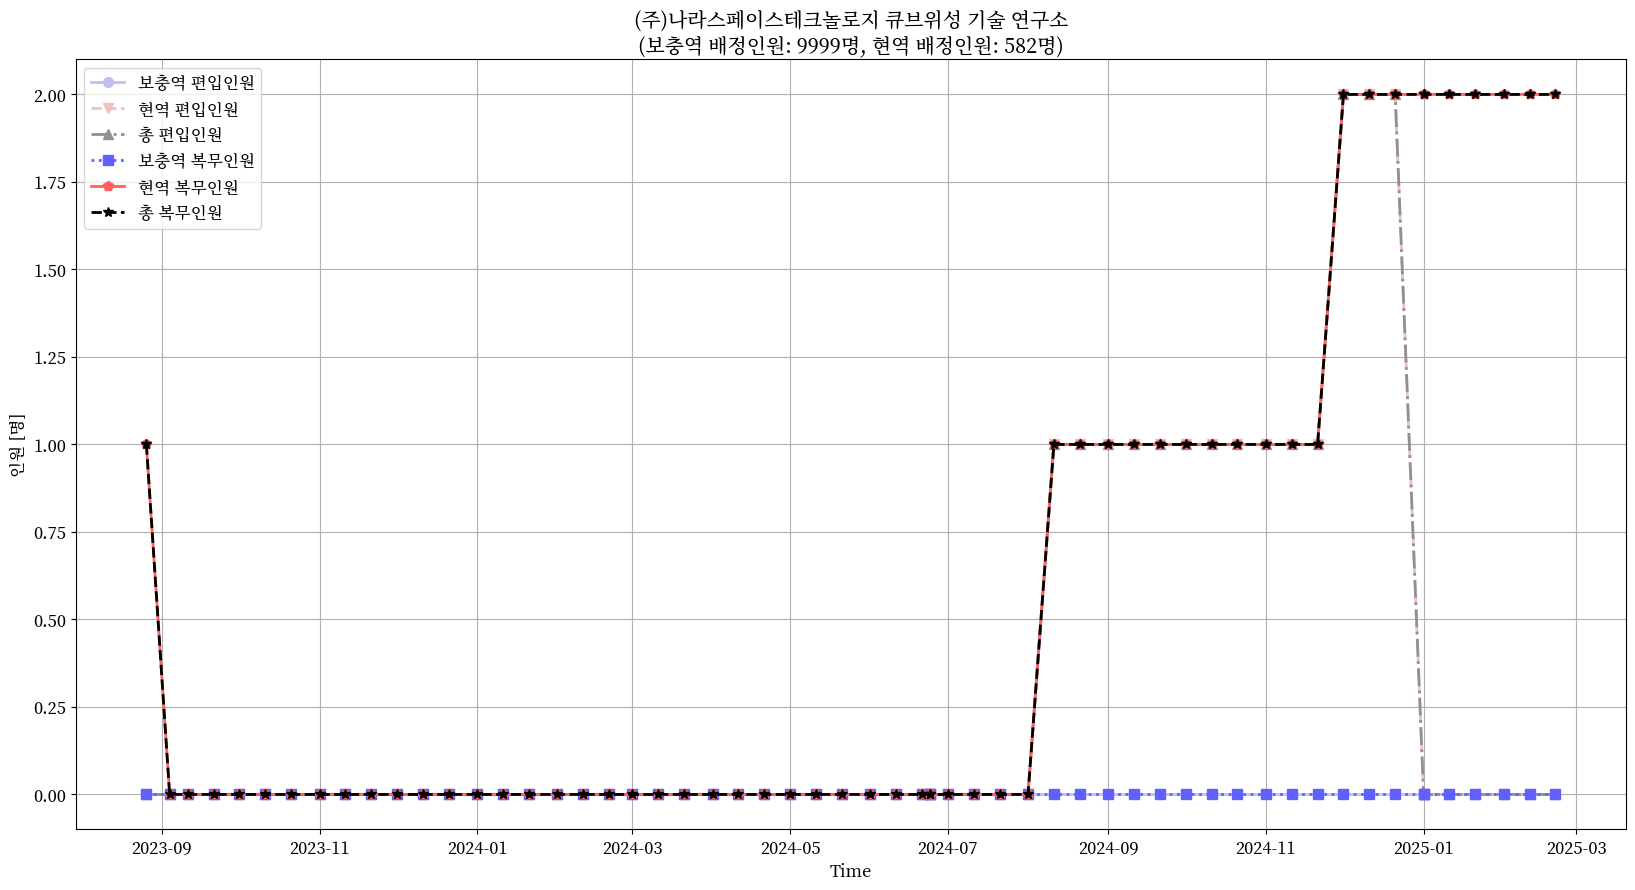 (주)나라스페이스테크놀로지 큐브위성 기술 연구소
(보충역 배정인원: 9999명, 현역 배정인원: 582명)
보충역 편입인원
현역 편입인원
총 편입인원
보충역 복무인원
현역 복무인원
총 복무인원
인원 [명]
2.00
1.75
1.50
1.25
1.00
0.75
0.50
0.25
0.00
2023-09
2023-11
2024-01
2024-03
2024-05
2024-07
2024-09
2024-11
2025-01
2025-03
Time